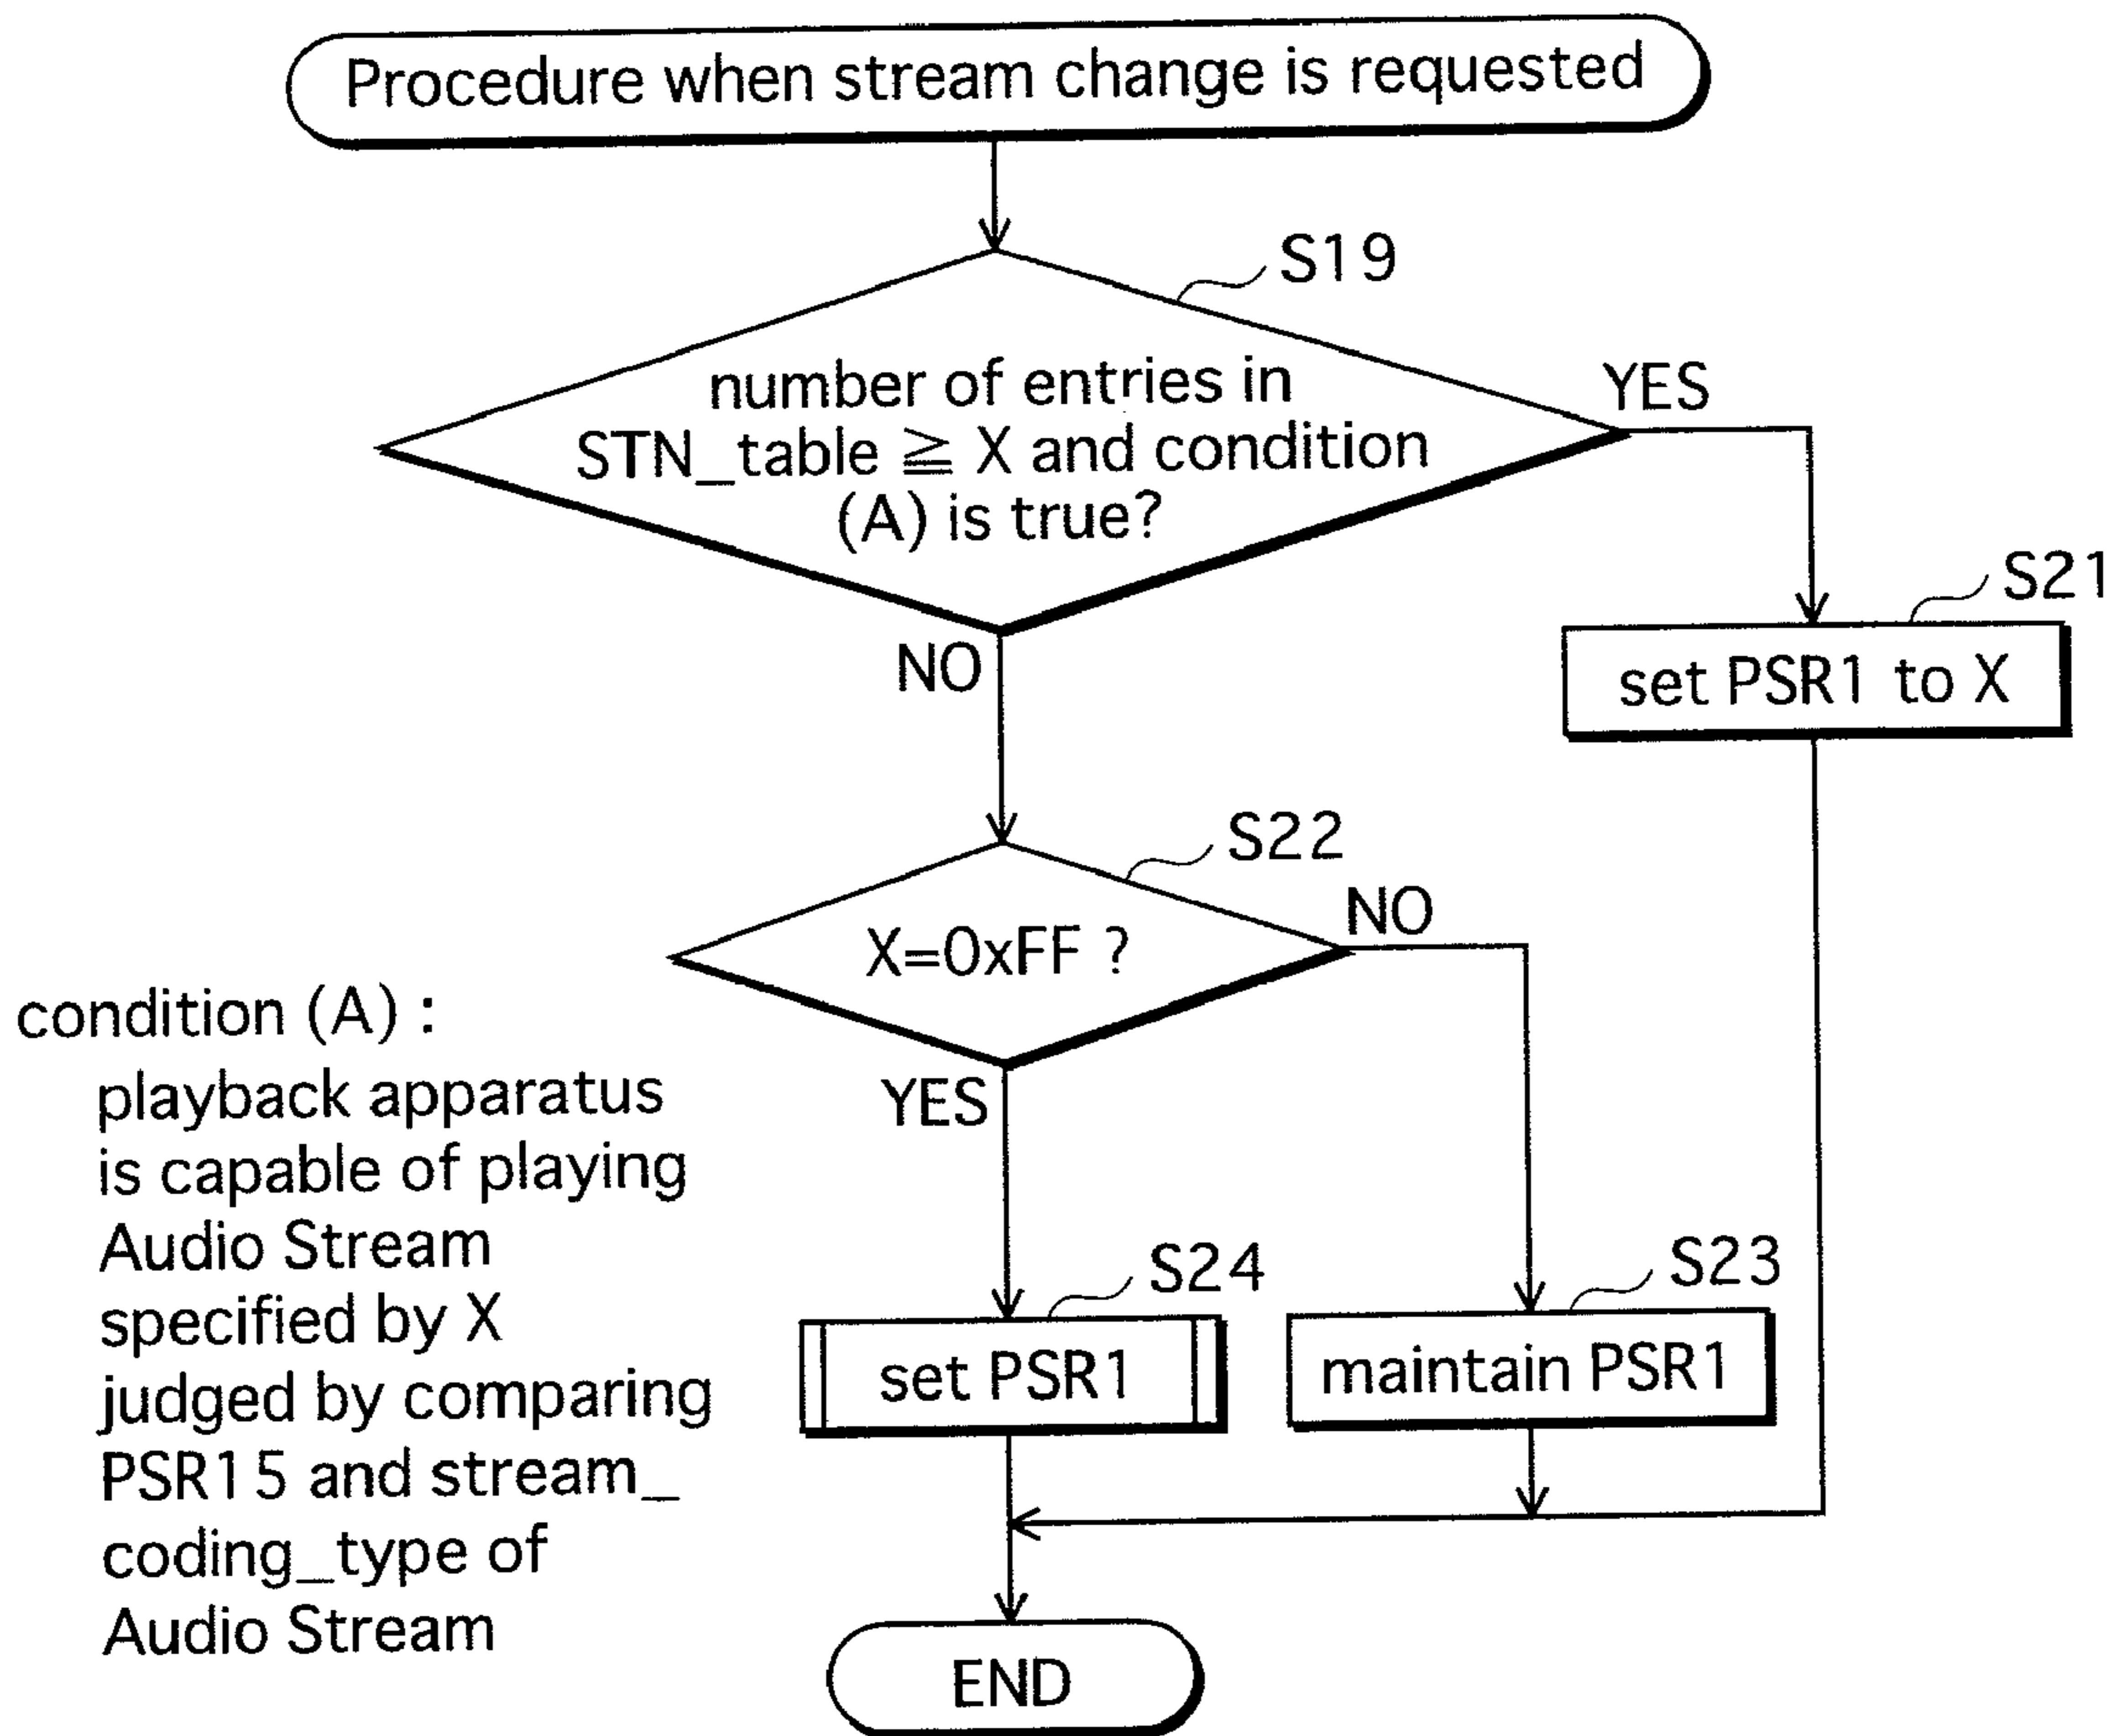 Procedure when stream change is requested
S19
number of entries in
STN_table ≧ X and condition
(A) is true?
YES
NO
S21
set PSR1 to X
S22
X=0xFF ?
NO
YES
condition (A) :
playback apparatus
is capable of playing
Audio Stream
specified by X
judged by comparing
PSR15 and stream_
coding_type of
Audio Stream
S24
set PSR1
S23
maintain PSR1
END